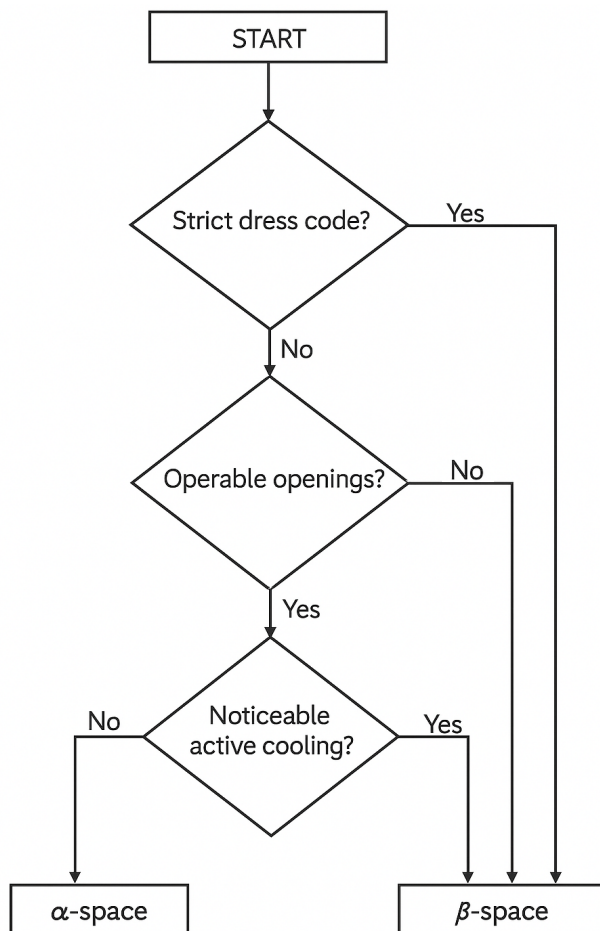 START
Strict dress code?
Yes
No
Operable openings?
No
Yes
Noticeable
active cooling?
No
Yes
α-space
β-space